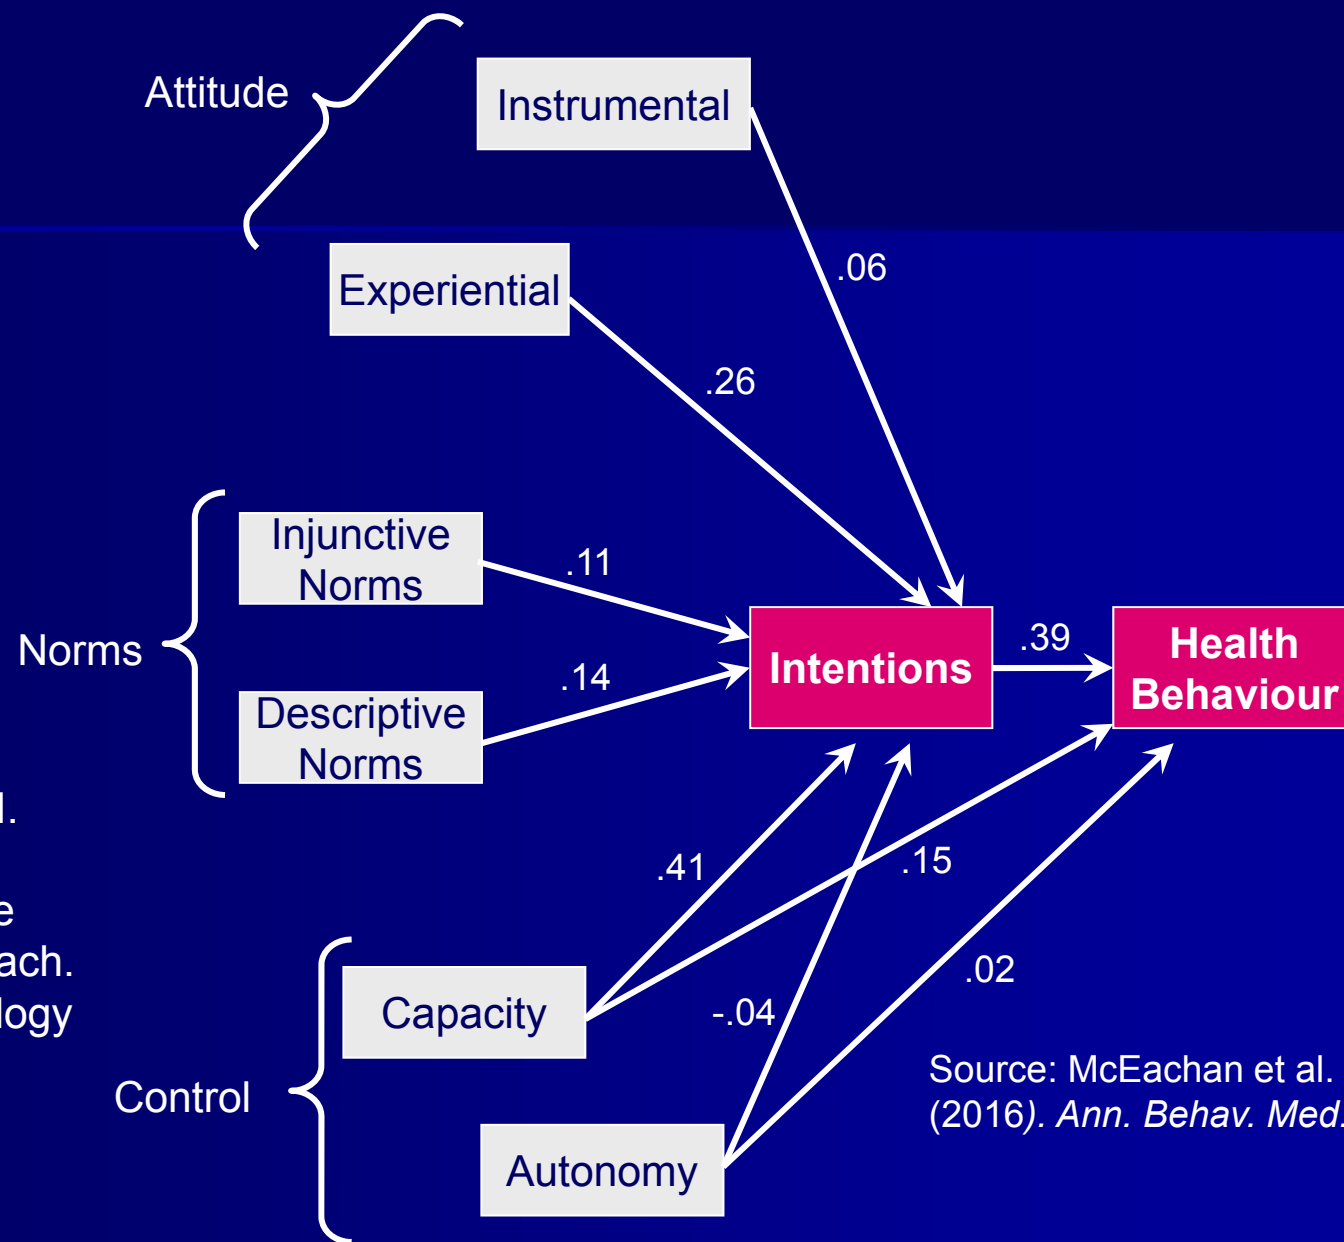 Attitude
Instrumental
Experiential
.06
.26
Injunctive
Norms
.11
Norms
Descriptive
Norms
.14
Intentions
.39
Health
Behaviour
.41
.15
-.04
.02
Capacity
Control
Autonomy
ach.
Source: McEachan et al.
(2016). Ann. Behav. Med.